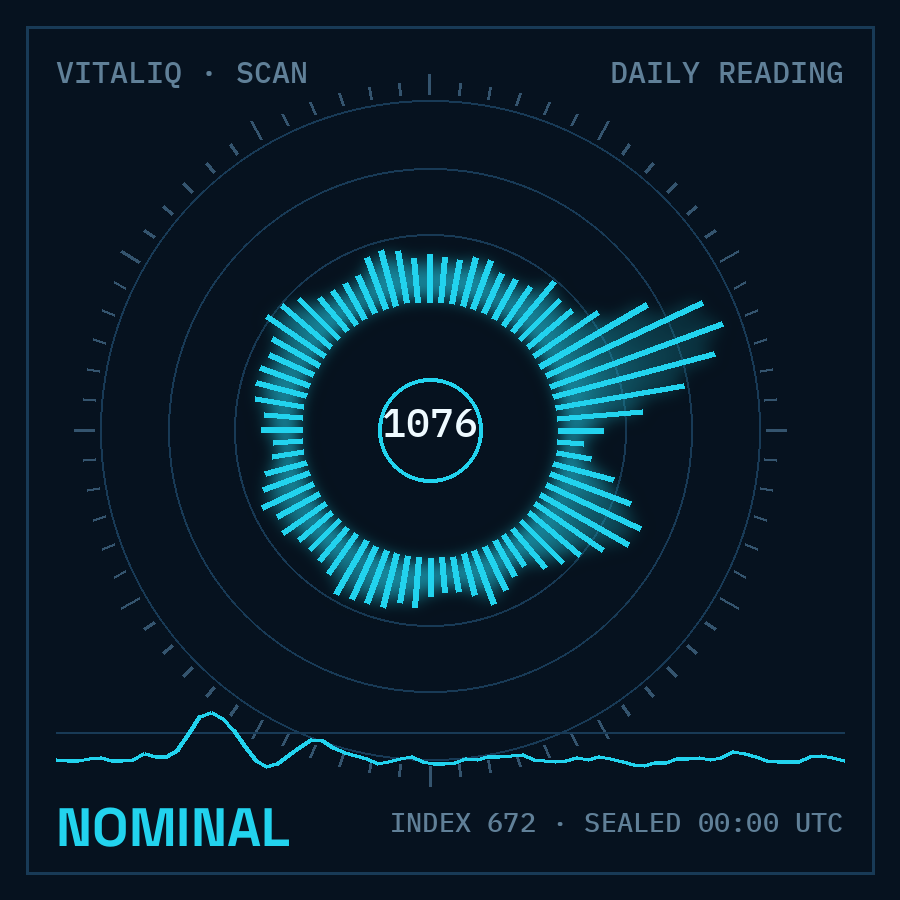 VITALIQ · SCAN
DAILY READING
1076
NOMINAL
INDEX 672 · SEALED 00:00 UTC